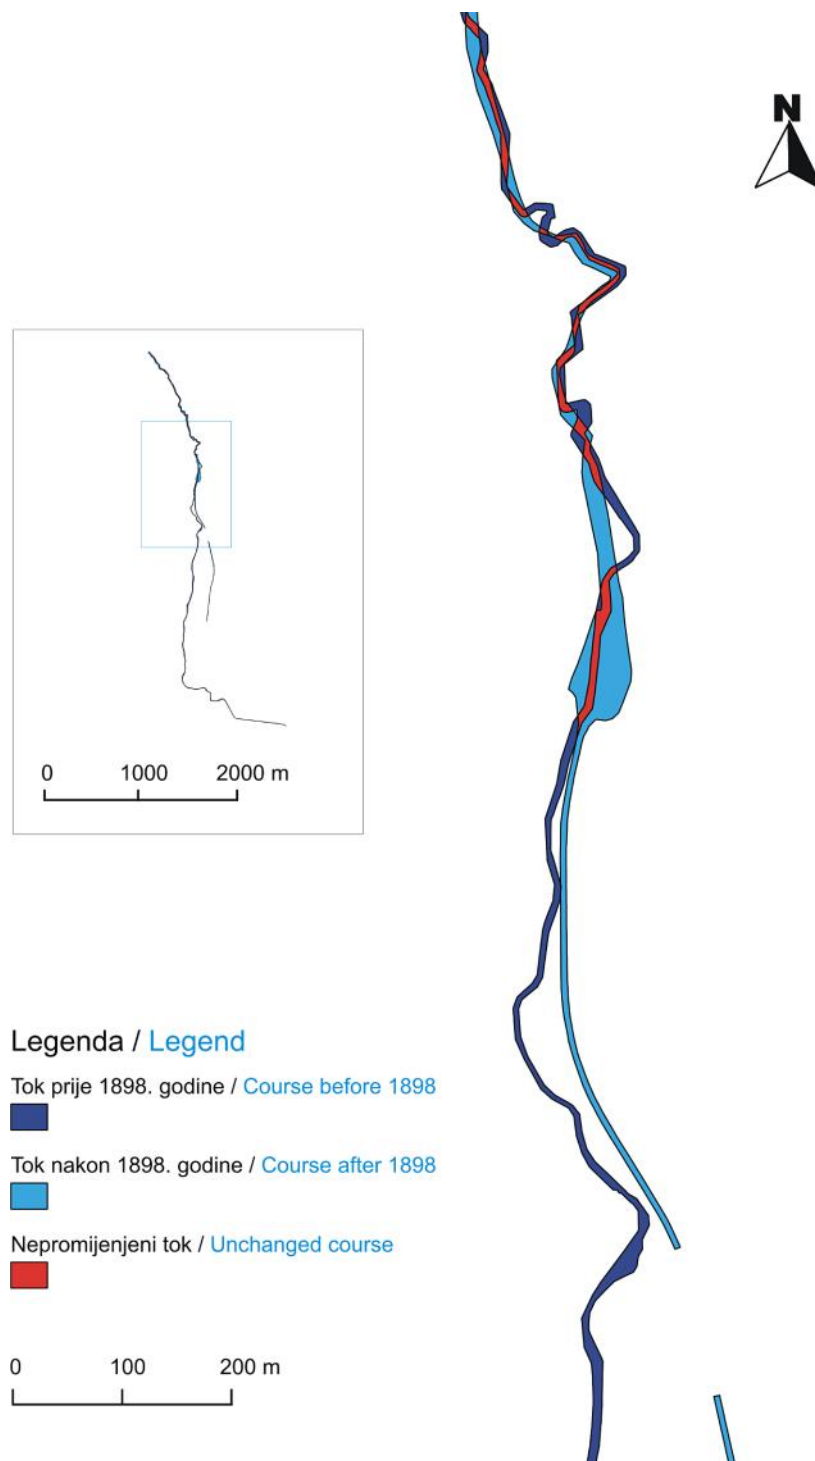 N
0 1000 2000 m
Legenda / Legend
Tok prije 1898. godine / Course before 1898
Tok nakon 1898. godine / Course after 1898
Nepromijenjeni tok / Unchanged course
0 100 200 m